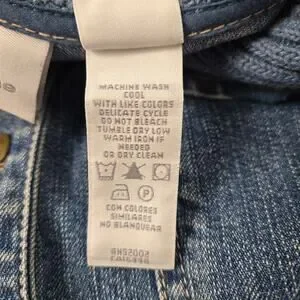 MACHINE WASH
COOL
WITH LIKE COLORS
DELICATE CYCLE
DO NOT BLEACH
TUMBLE DRY LOW
WARM IRON IF
NEEDED
OR DRY CLEAN
P
CON COLORES
SIMILARES
NO BLANQUEAR